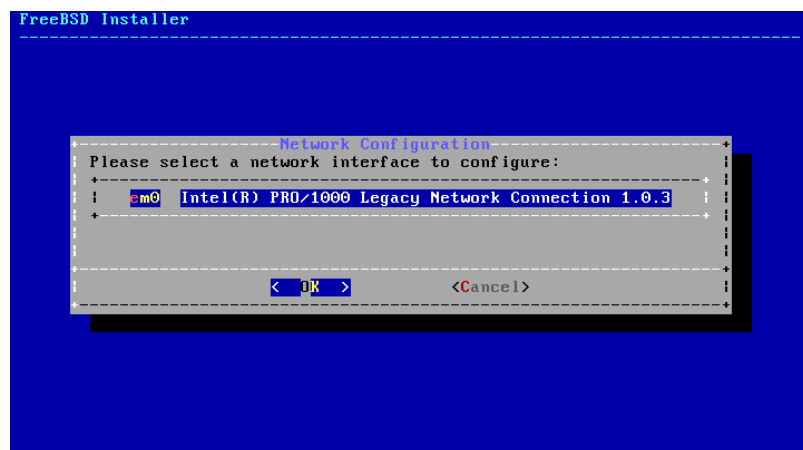 FreeBSD Installer
Network Configuration
Please select a network interface to configure:
em0 Intel(R) PRO/1000 Legacy Network Connection 1.0.3
< OK > <Cancel>